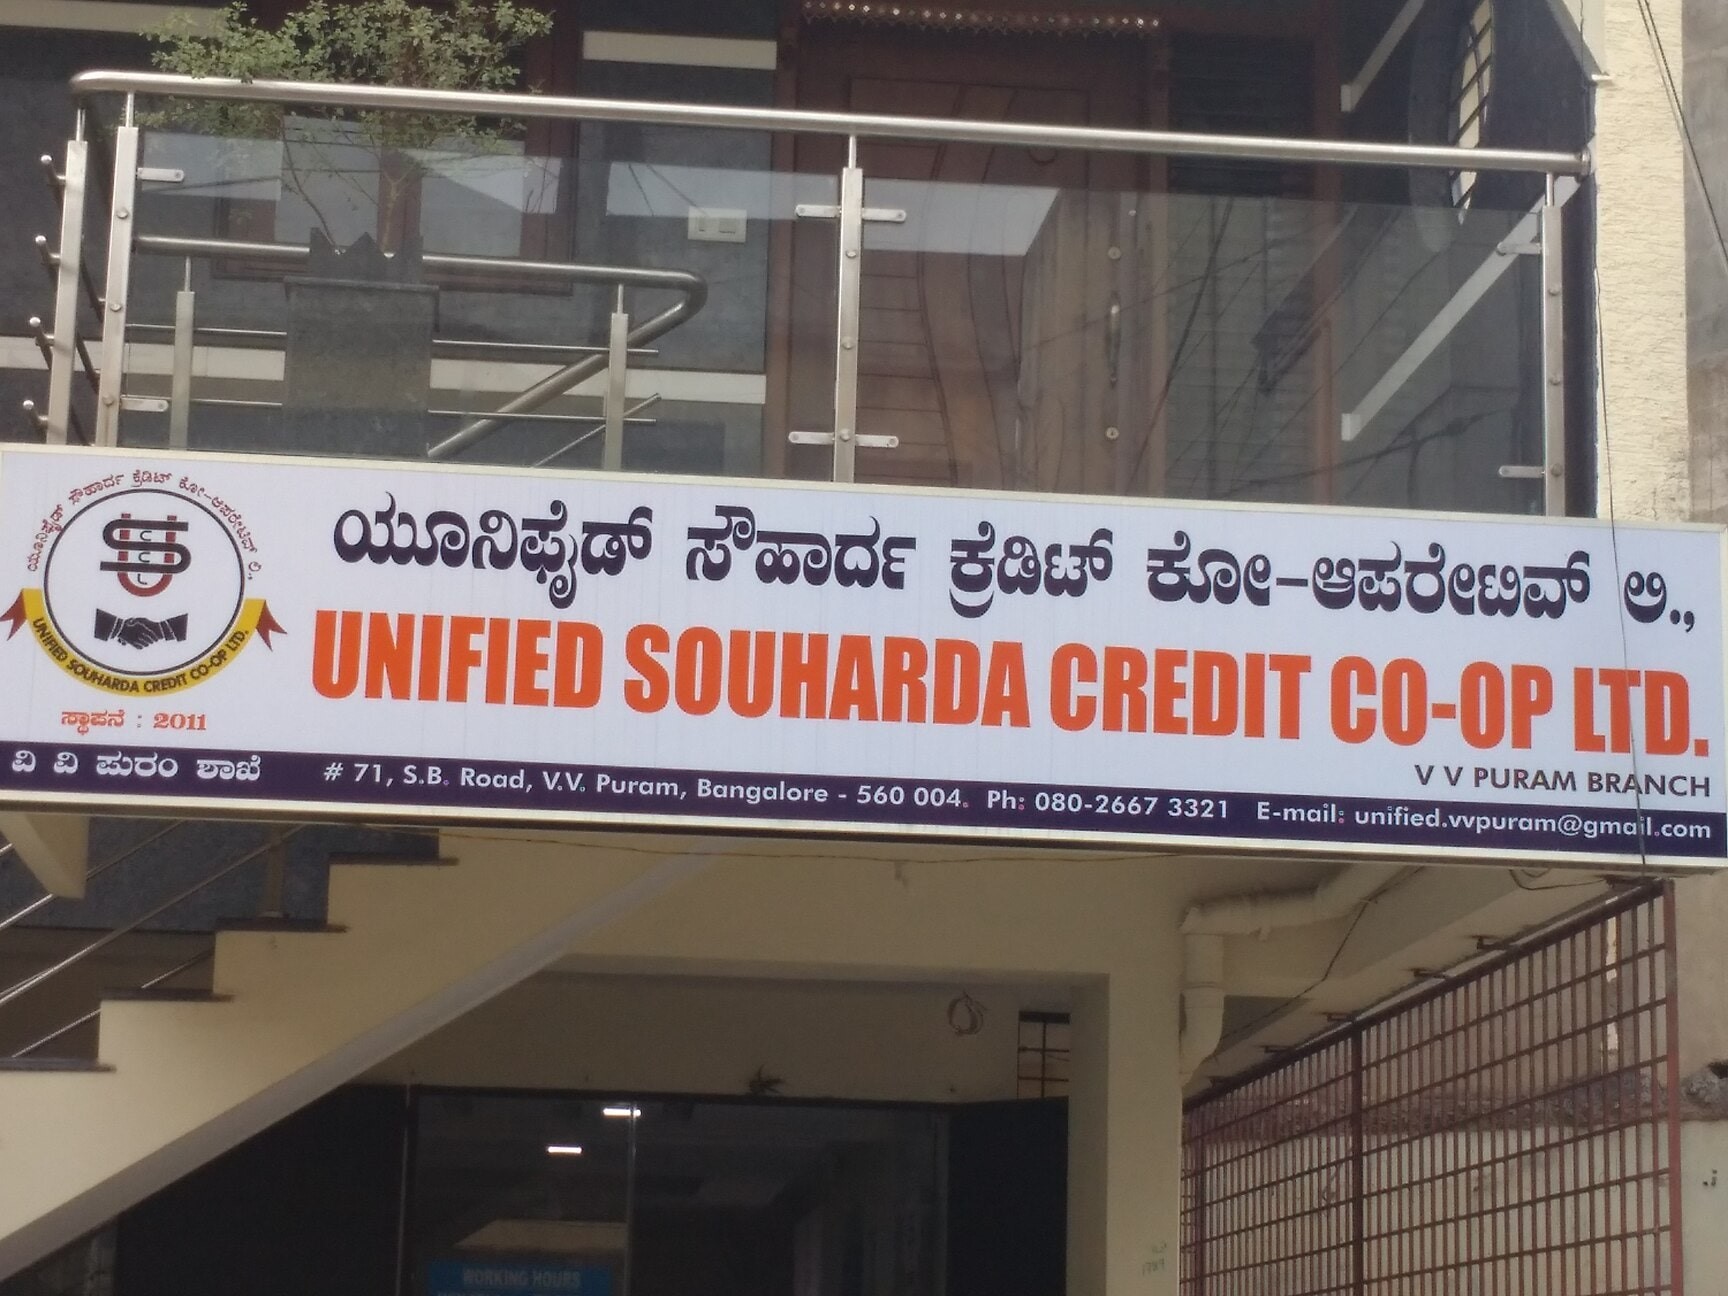 ಯೂನಿಫೈಡ್ ಸೌಹಾರ್ದ ಕ್ರೆಡಿಟ್ ಕೋ-ಆಪರೇಟಿವ್ ಲಿ.,
ಯೂನಿಫೈಡ್ ಸೌಹಾರ್ದ ಕ್ರೆಡಿಟ್ ಕೋ-ಆಪರೇಟಿವ್ ಲಿ.,
UNIFIED SOUHARDA CREDIT CO-OP LTD.
UNIFIED SOUHARDA CREDIT CO-OP LTD.
ಸ್ಥಾಪನೆ : 2011
V V PURAM BRANCH
ವಿ ವಿ ಪುರಂ ಶಾಖೆ
# 71, S.B. Road, V.V. Puram, Bangalore - 560 004. Ph: 080-2667 3321 E-mail: unified.vvpuram@gmail.com
WORKING HOURS